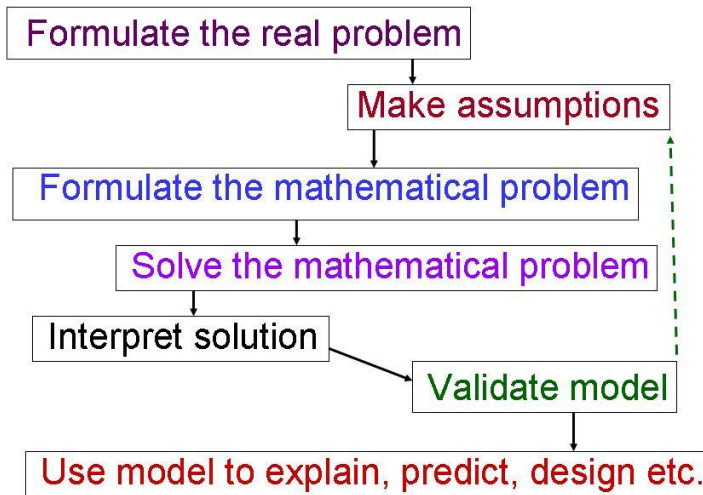 Formulate the real problem
Make assumptions
Formulate the mathematical problem
Solve the mathematical problem
Interpret solution
Validate model
Use model to explain, predict, design etc.